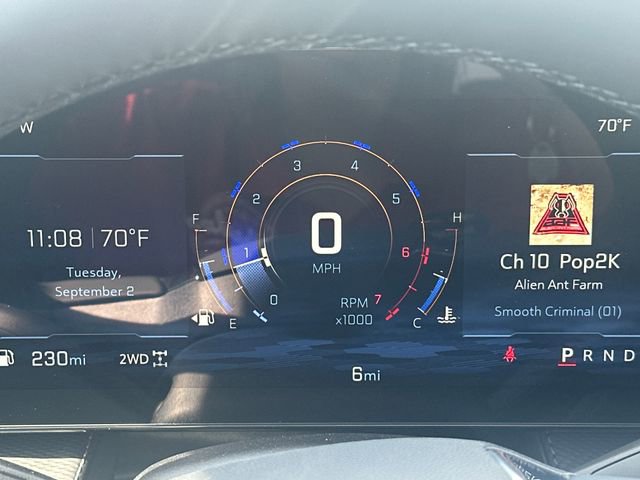 W
70°F
11:08 | 70°F
Tuesday,
September 2
F
E
0
1
2
3
4
5
6
7
0
MPH
RPM
x1000
H
C
Ch 10 Pop2K
Alien Ant Farm
Smooth Criminal (01)
230mi
2WD
6mi
P R N D